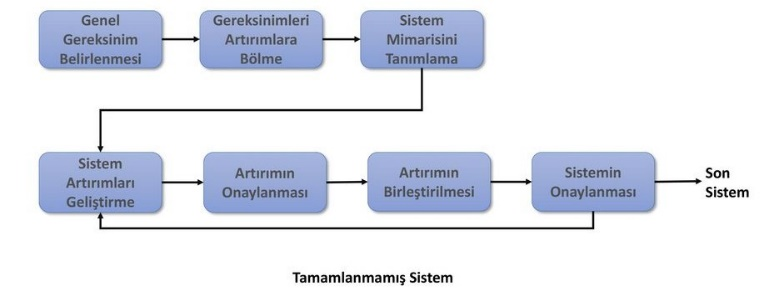 Genel
Gereksinim
Belirlenmesi
Gereksinimleri
Artırımlara
Bölme
Sistem
Mimarisini
Tanımlama
Sistem
Artırımları
Geliştirme
Artırımın
Onaylanması
Artırımın
Birleştirilmesi
Sistemin
Onaylanması
Son
Sistem
Tamamlanmamış Sistem